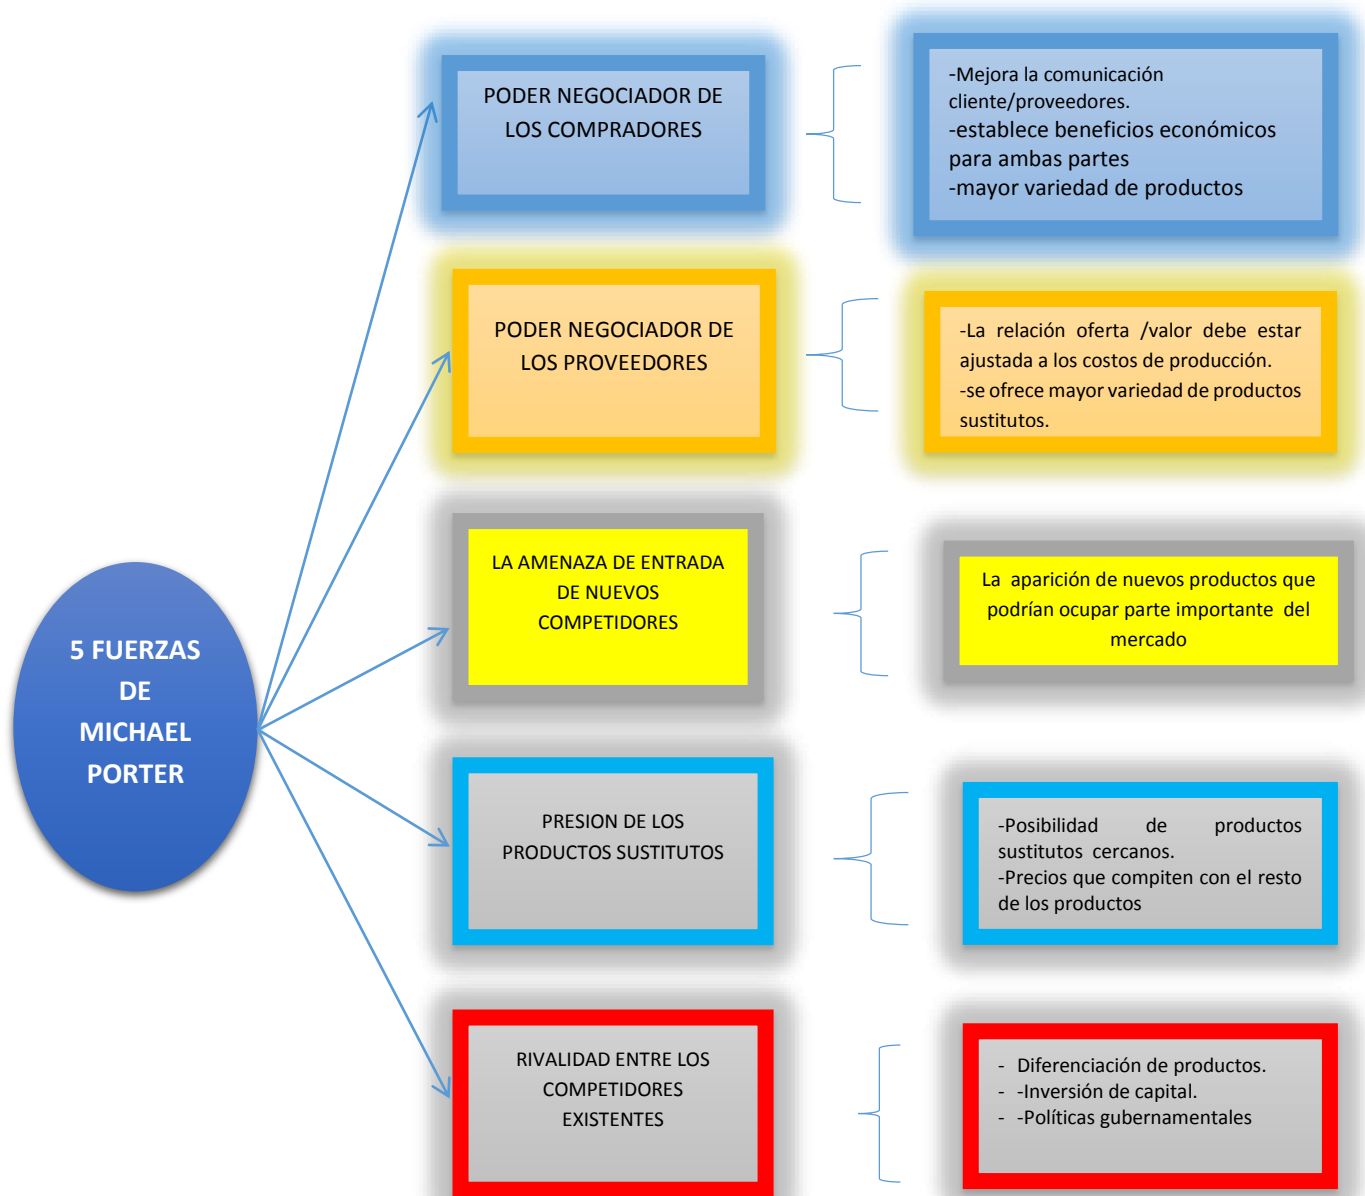 5 FUERZAS
DE
MICHAEL
PORTER
PODER NEGOCIADOR DE
LOS COMPRADORES
-Mejora la comunicación
cliente/proveedores.
-establece beneficios económicos
para ambas partes
-mayor variedad de productos
PODER NEGOCIADOR DE
LOS PROVEEDORES
-La relación oferta /valor debe estar
ajustada a los costos de producción.
-se ofrece mayor variedad de productos
sustitutos.
LA AMENAZA DE ENTRADA
DE NUEVOS
COMPETIDORES
La aparición de nuevos productos que
podrían ocupar parte importante del
mercado
PRESION DE LOS
PRODUCTOS SUSTITUTOS
-Posibilidad de productos
sustitutos cercanos.
-Precios que compiten con el resto
de los productos
RIVALIDAD ENTRE LOS
COMPETIDORES
EXISTENTES
- Diferenciación de productos.
- -Inversión de capital.
- -Políticas gubernamentales